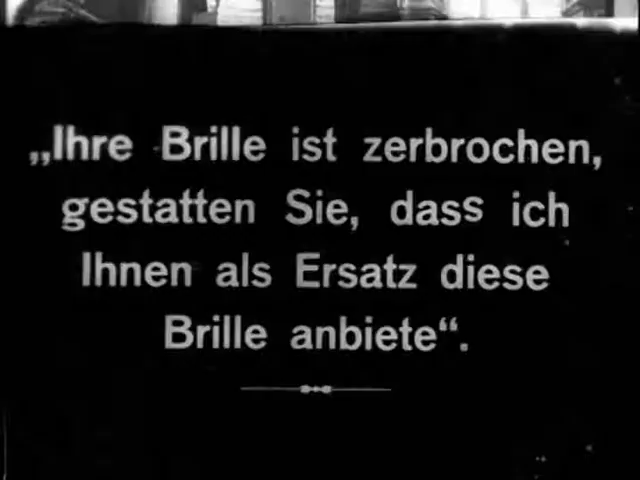 „Ihre Brille ist zerbrochen,
gestatten Sie, dass ich
Ihnen als Ersatz diese
Brille anbiete“.